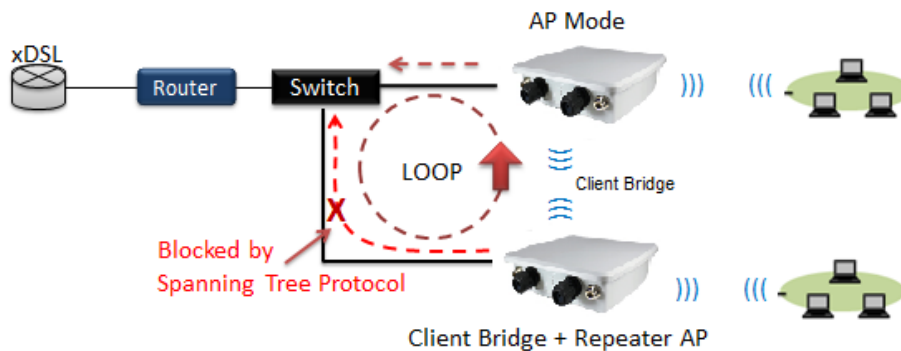 AP Mode
xDSL
Router
Switch
LOOP
Client Bridge
X
Blocked by
Spanning Tree Protocol
Client Bridge + Repeater AP